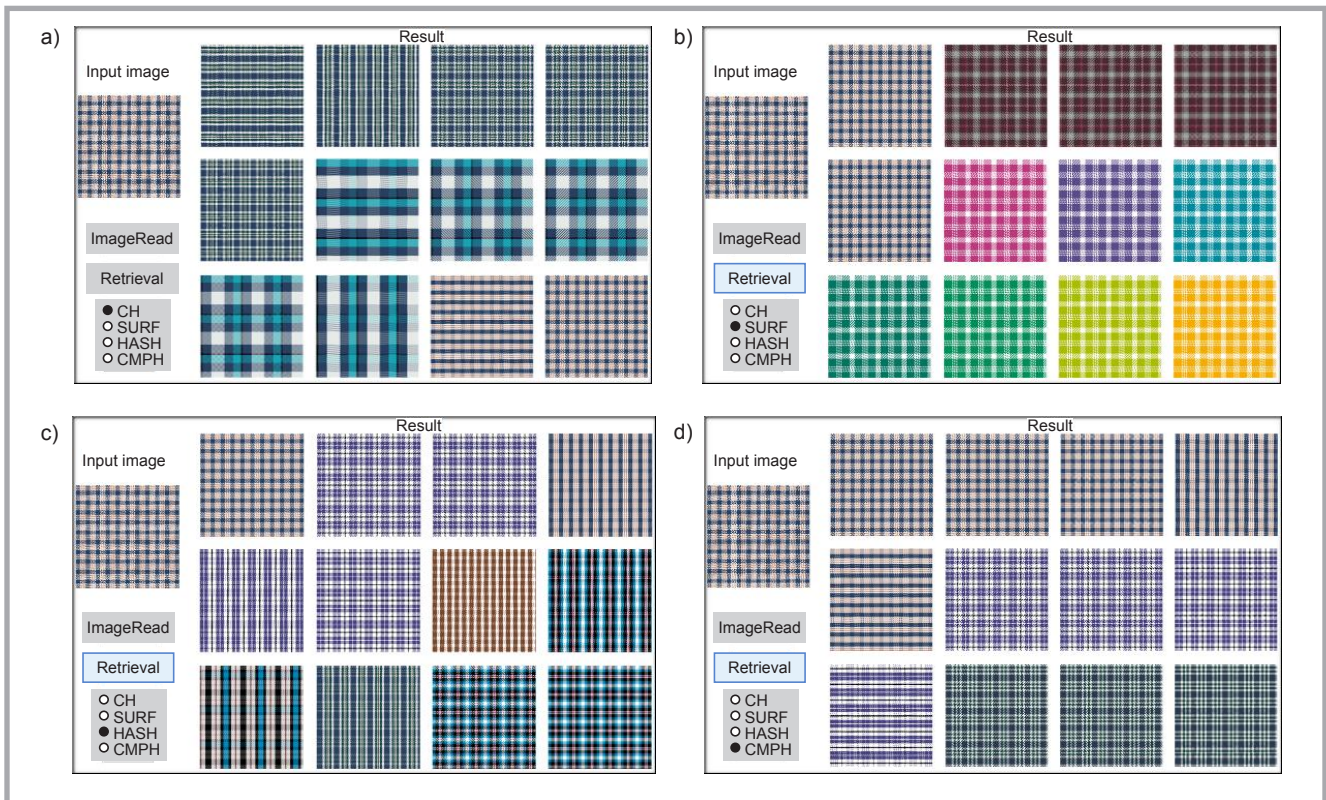 a)
Result
Input image
ImageRead
Retrieval
CH
SURF
HASH
CMPH
b)
Result
Input image
ImageRead
Retrieval
CH
SURF
HASH
CMPH
c)
Result
Input image
ImageRead
Retrieval
CH
SURF
HASH
CMPH
d)
Result
Input image
ImageRead
Retrieval
CH
SURF
HASH
CMPH